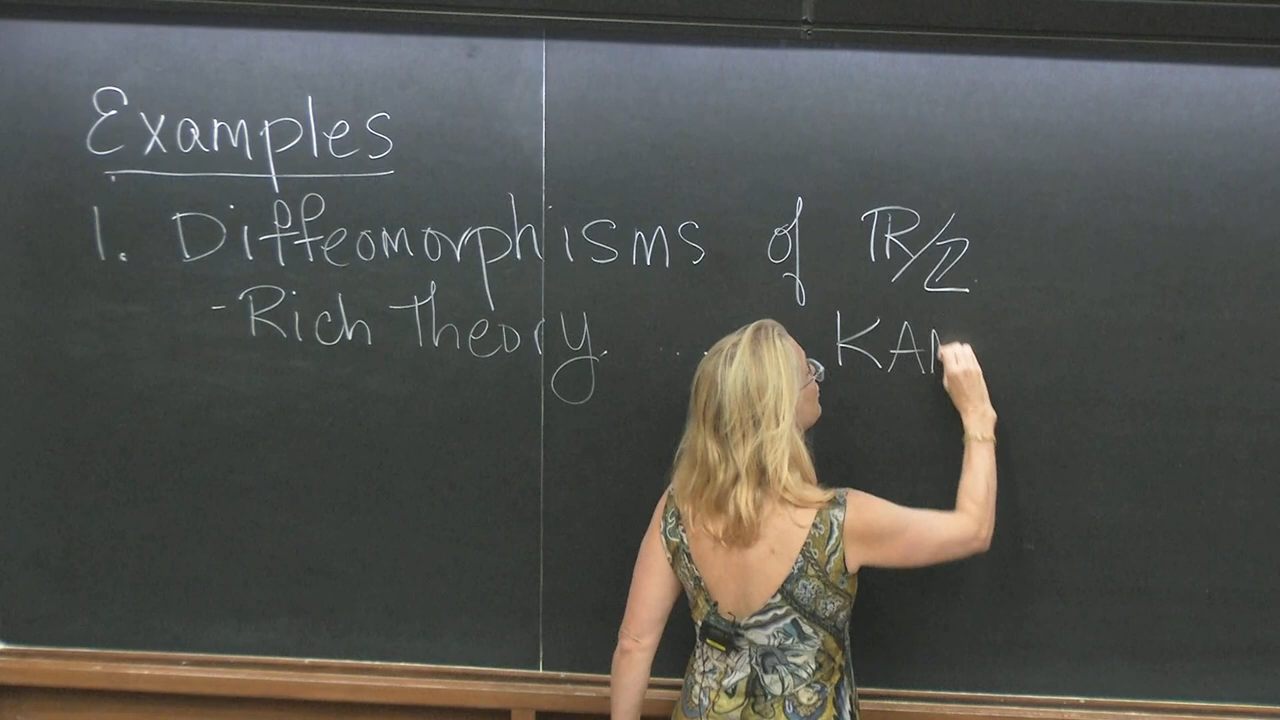 Examples
1. Diffeomorphisms of ℝ/ℤ
- Rich Theory KAM